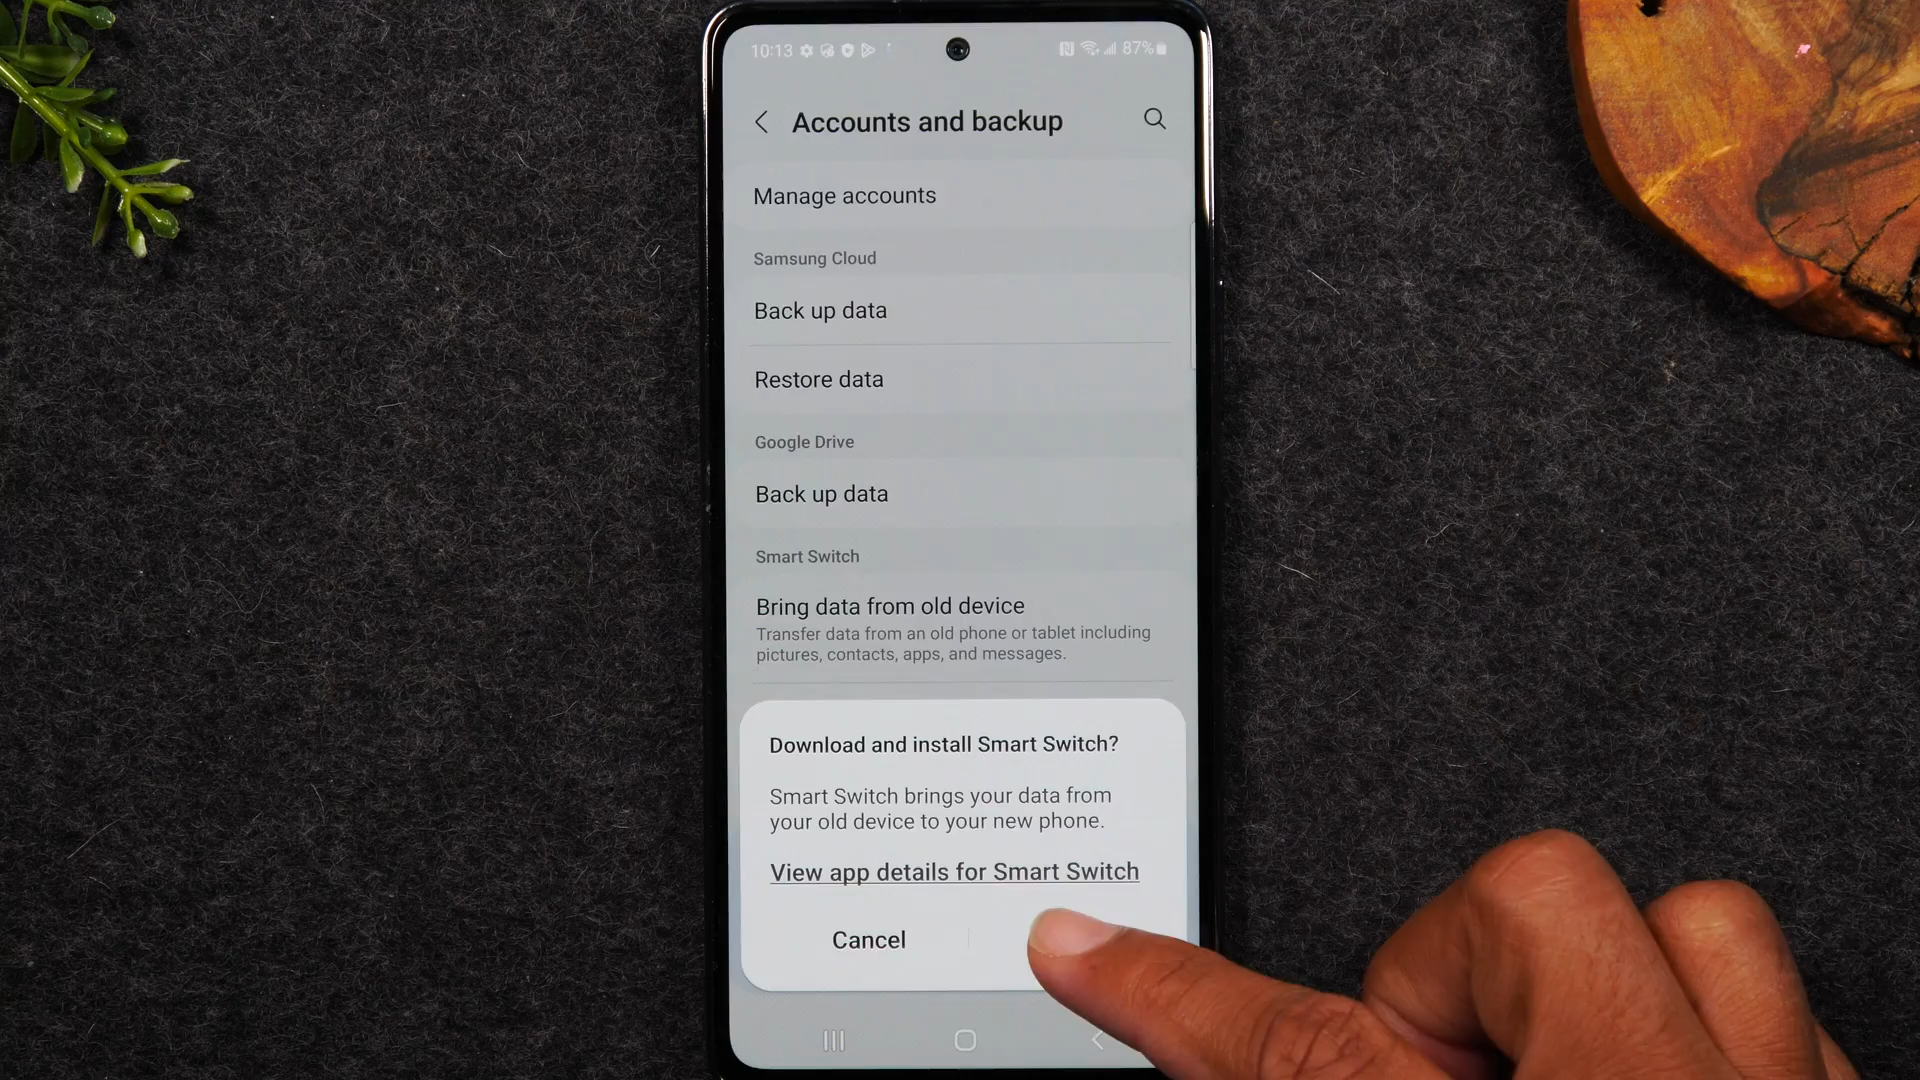 10:13
87%
Accounts and backup
Manage accounts
Samsung Cloud
Back up data
Restore data
Google Drive
Back up data
Smart Switch
Bring data from old device
Transfer data from an old phone or tablet including
pictures, contacts, apps, and messages.
Download and install Smart Switch?
Smart Switch brings your data from
your old device to your new phone.
View app details for Smart Switch
Cancel